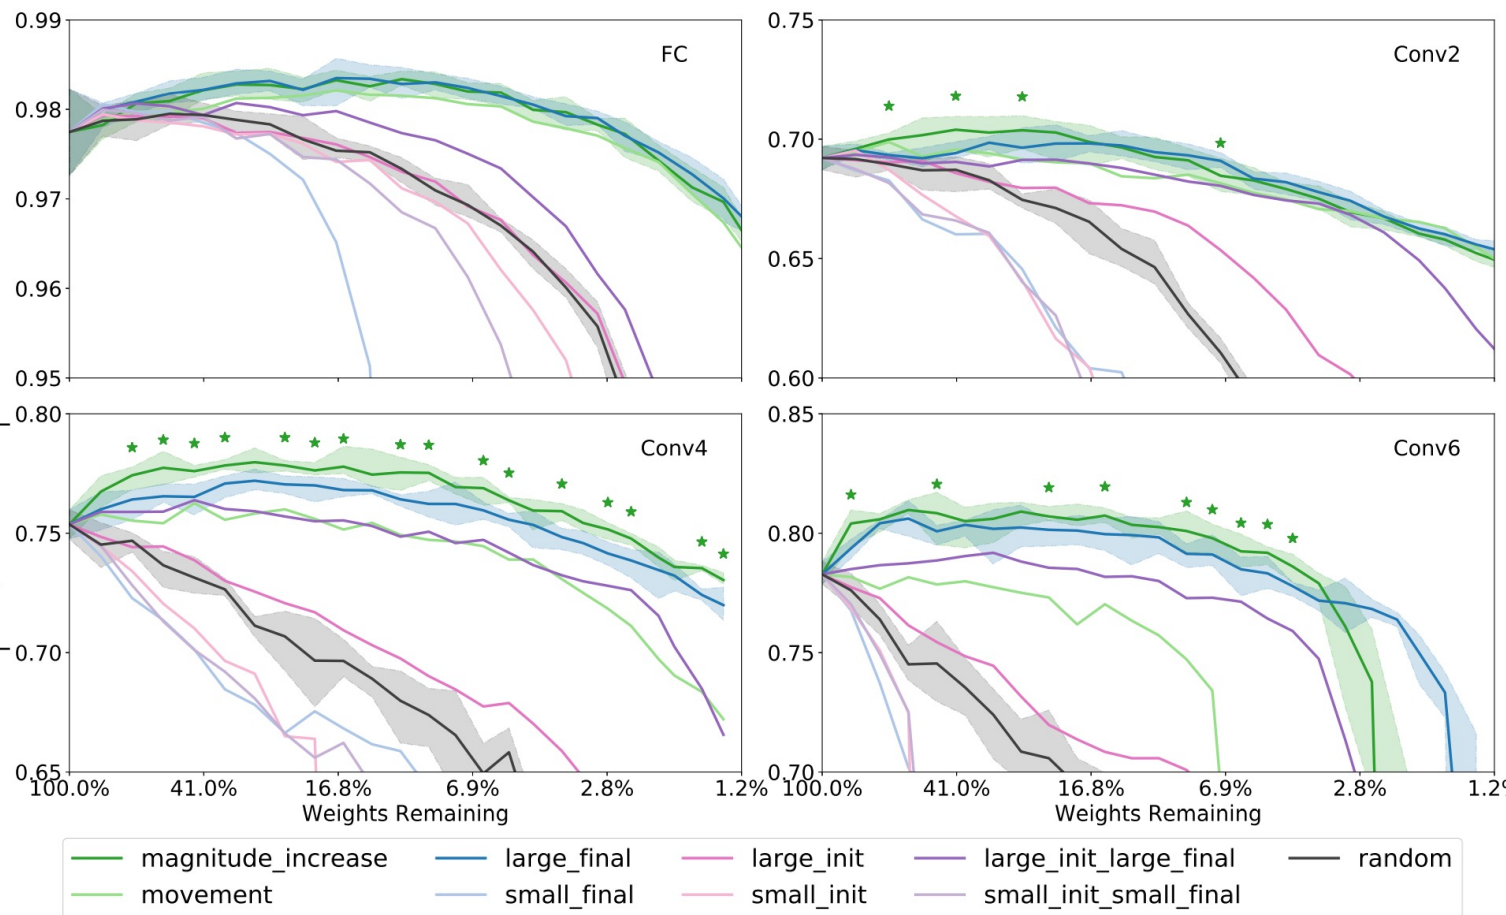 0.99
0.98
0.97
0.96
0.95
FC
0.75
0.70
0.65
0.60
Conv2
0.80
0.75
0.70
0.65
Conv4
100.0% 41.0% 16.8% 6.9% 2.8% 1.2%
Weights Remaining
0.85
0.80
0.75
0.70
Conv6
100.0% 41.0% 16.8% 6.9% 2.8% 1.2%
Weights Remaining
magnitude_increase large_final large_init large_init_large_final random
movement small_final small_init small_init_small_final